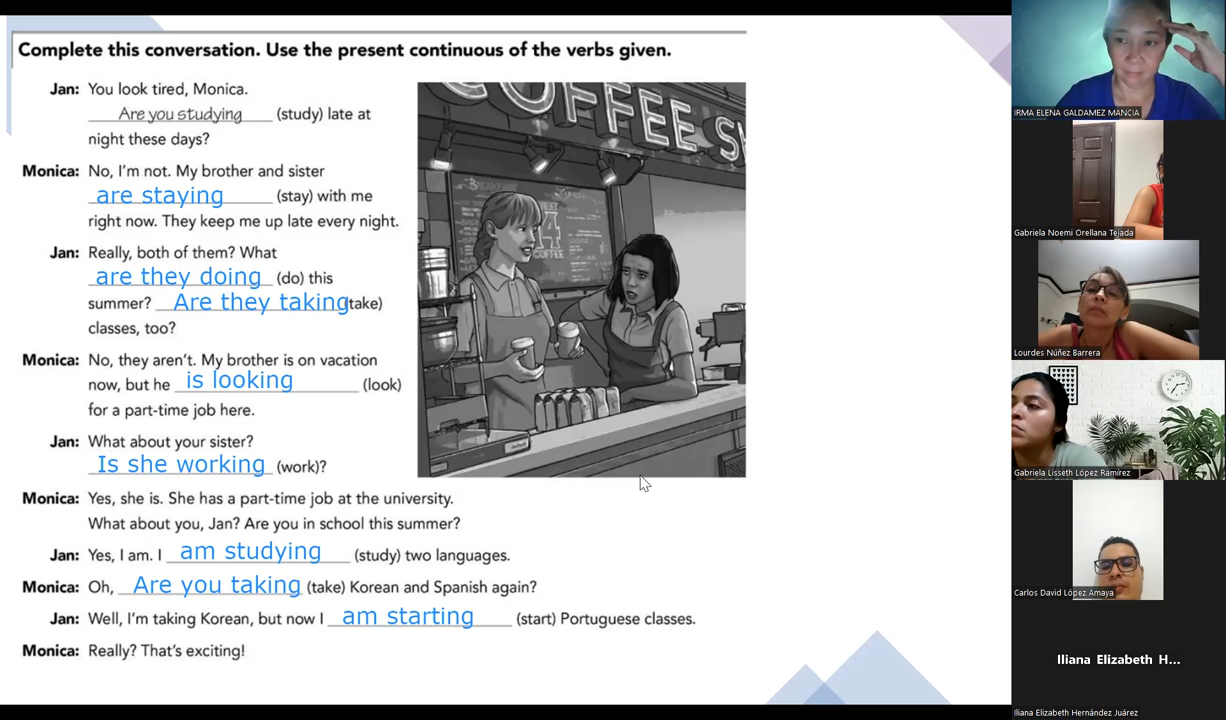 Complete this conversation. Use the present continuous of the verbs given.
Jan: You look tired, Monica.
Are you studying (study) late at
night these days?
Monica: No, I'm not. My brother and sister
are staying (stay) with me
right now. They keep me up late every night.
Jan: Really, both of them? What
are they doing (do) this
summer? Are they taking (take)
classes, too?
Monica: No, they aren't. My brother is on vacation
now, but he is looking (look)
for a part-time job here.
Jan: What about your sister?
Is she working (work)?
Monica: Yes, she is. She has a part-time job at the university.
What about you, Jan? Are you in school this summer?
Jan: Yes, I am. I am studying (study) two languages.
Monica: Oh, Are you taking (take) Korean and Spanish again?
Jan: Well, I'm taking Korean, but now I am starting (start) Portuguese classes.
Monica: Really? That's exciting!
COFFEE SH
BREAKFAST
4
COFFEE
IRMA ELENA GALDAMEZ MANCIA
Gabriela Noemi Orellana Tejada
Lourdes Núñez Barrera
Gabriela Lisseth López Ramírez
Carlos David López Amaya
Iliana Elizabeth H...
Iliana Elizabeth Hernández Juárez